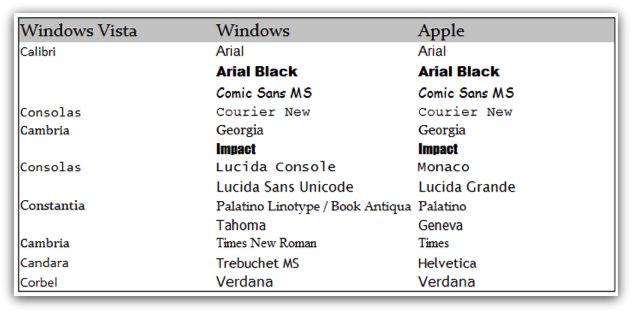 Windows Vista Windows Apple
Calibri Arial Arial
Arial Black Arial Black
Comic Sans MS Comic Sans MS
Consolas Courier New Courier New
Cambria Georgia Georgia
Impact Impact
Consolas Lucida Console Monaco
Lucida Sans Unicode Lucida Grande
Constantia Palatino Linotype / Book Antiqua Palatino
Tahoma Geneva
Cambria Times New Roman Times
Candara Trebuchet MS Helvetica
Corbel Verdana Verdana